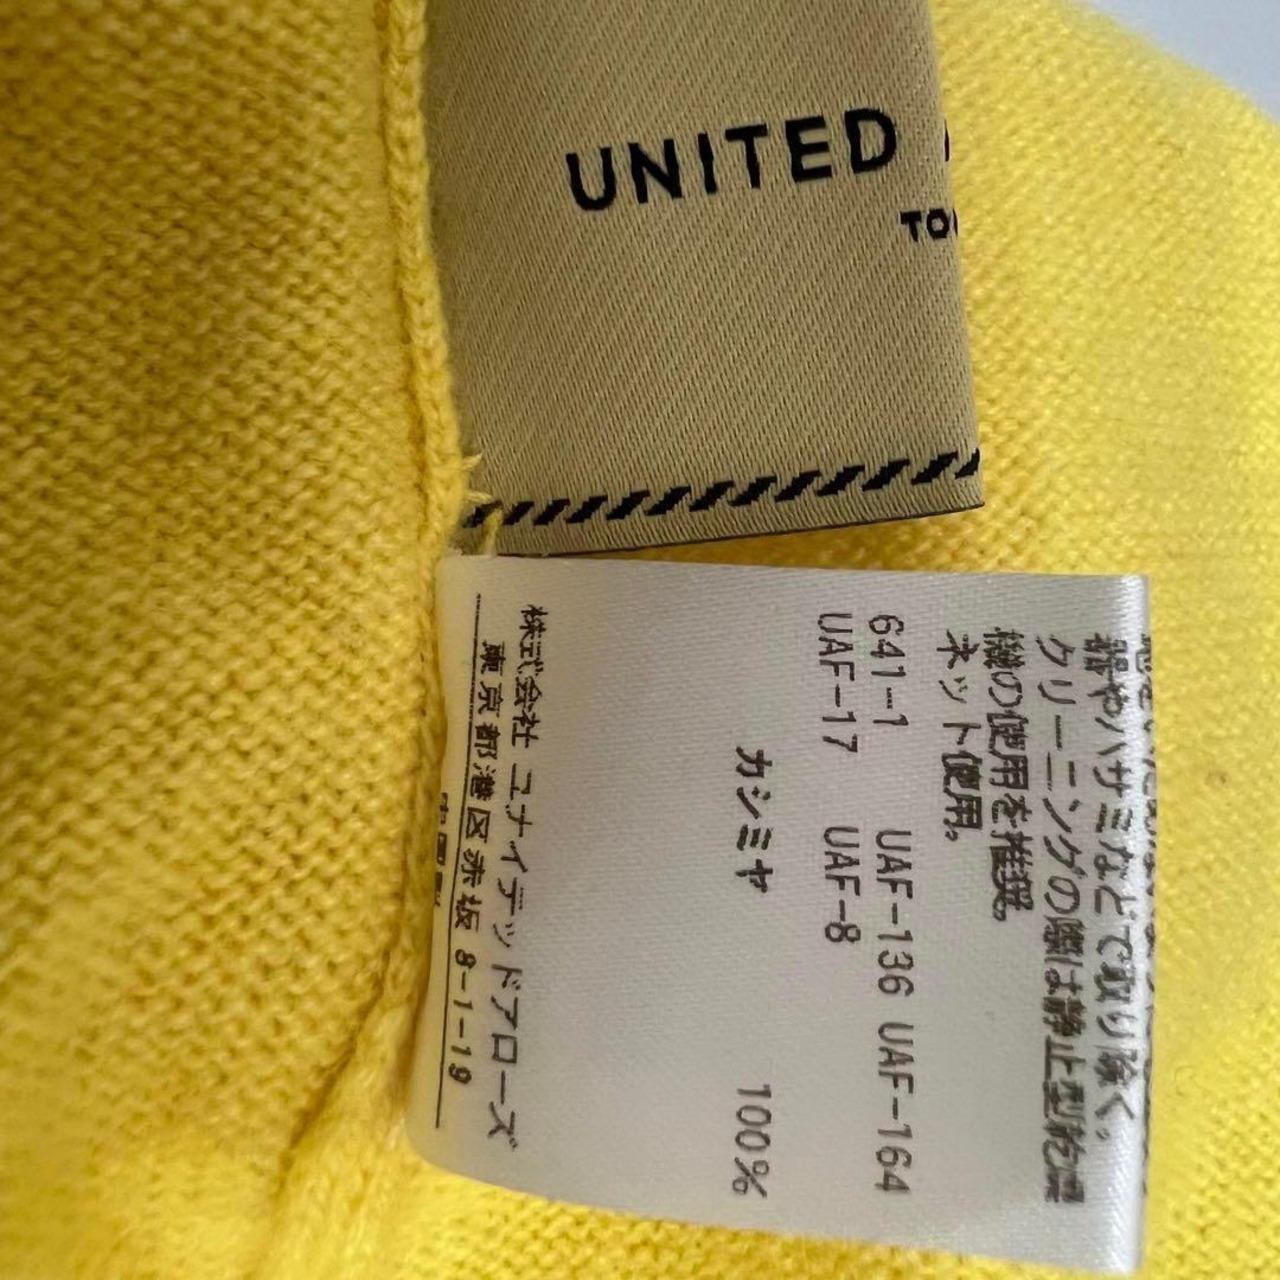 UNITED
器やハサミなどで取り除く。
クリーニングの際は静止型乾燥
機の使用を推奨。
ネット使用。
641-1 UAF-136 UAF-164
UAF-17 UAF-8
カシミヤ 100%
株式会社 ユナイテッドアローズ
東京都港区赤坂 8-1-19